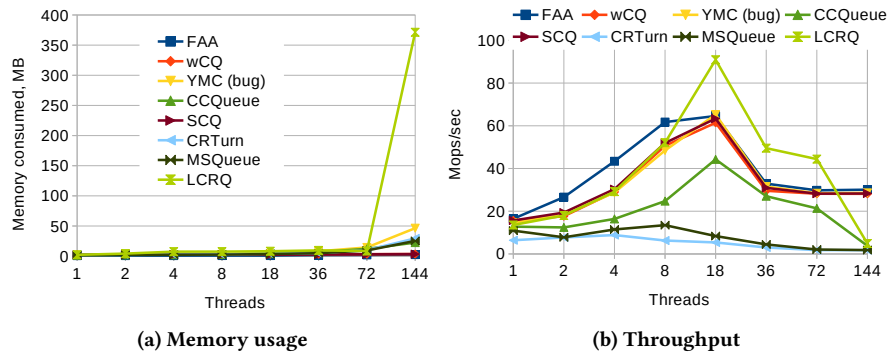 400
350
300
250
200
150
100
50
0
Memory consumed, MB
FAA
wCQ
YMC (bug)
CCQueue
SCQ
CRTurn
MSQueue
LCRQ
1 2 4 8 18 36 72 144
Threads
(a) Memory usage
FAA wCQ YMC (bug) CCQueue
SCQ CRTurn MSQueue LCRQ
100
80
60
40
20
0
Mops/sec
1 2 4 8 18 36 72 144
Threads
(b) Throughput